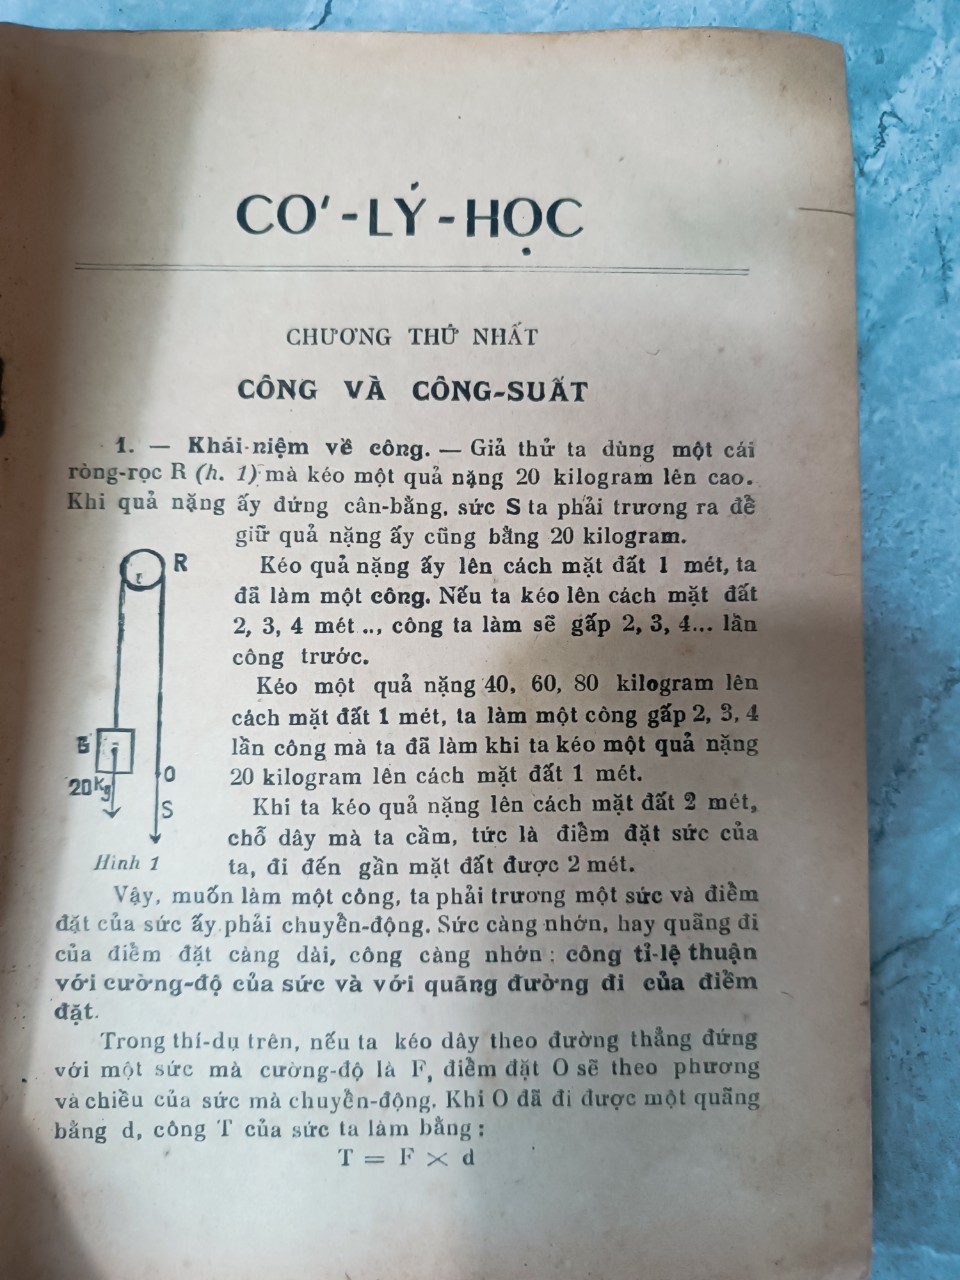 CƠ-LÝ-HỌC
CHƯƠNG THỨ NHẤT
CÔNG VÀ CÔNG-SUẤT
1. — Khái-niệm về công. — Giả thử ta dùng một cái
ròng-rọc R (h. 1) mà kéo một quả nặng 20 kilogram lên cao.
Khi quả nặng ấy đứng cân-bằng, sức S ta phải trương ra để
giữ quả nặng ấy cũng bằng 20 kilogram.
Kéo quả nặng ấy lên cách mặt đất 1 mét, ta
đã làm một công. Nếu ta kéo lên cách mặt đất
2, 3, 4 mét .., công ta làm sẽ gấp 2, 3, 4... lần
công trước.
Kéo một quả nặng 40, 60, 80 kilogram lên
cách mặt đất 1 mét, ta làm một công gấp 2, 3, 4
lần công mà ta đã làm khi ta kéo một quả nặng
20 kilogram lên cách mặt đất 1 mét.
Khi ta kéo quả nặng lên cách mặt đất 2 mét,
chỗ dây mà ta cầm, tức là điểm đặt sức của
ta, đi đến gần mặt đất được 2 mét.
R
B
20kg
O
S
Hình 1
Vậy, muốn làm một công, ta phải trương một sức và điểm
đặt của sức ấy phải chuyển-động. Sức càng nhớn, hay quãng đi
của điểm đặt càng dài, công càng nhớn : công tỉ-lệ thuận
với cường-độ của sức và với quãng đường đi của điểm
đặt.
Trong thí-dụ trên, nếu ta kéo dây theo đường thẳng đứng
với một sức mà cường-độ là F, điểm đặt O sẽ theo phương
và chiều của sức mà chuyển-động. Khi O đã đi được một quãng
bằng d, công T của sức ta làm bằng :
T = F × d